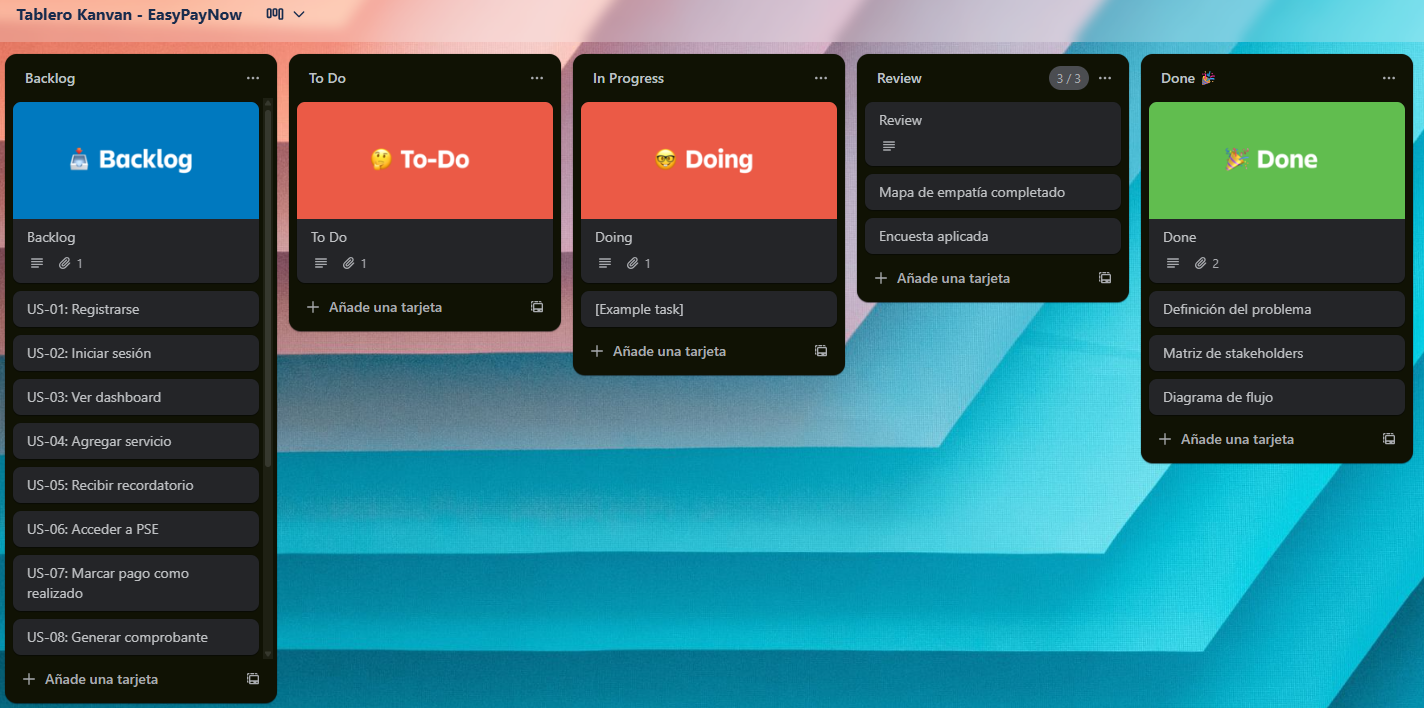 Tablero Kanvan - EasyPayNow
Backlog
Backlog
Backlog
1
US-01: Registrarse
US-02: Iniciar sesión
US-03: Ver dashboard
US-04: Agregar servicio
US-05: Recibir recordatorio
US-06: Acceder a PSE
US-07: Marcar pago como
realizado
US-08: Generar comprobante
Añade una tarjeta
To Do
To-Do
To Do
1
Añade una tarjeta
In Progress
Doing
Doing
1
[Example task]
Añade una tarjeta
Review
3 / 3
Review
Mapa de empatía completado
Encuesta aplicada
Añade una tarjeta
Done 🎉
Done
Done
2
Definición del problema
Matriz de stakeholders
Diagrama de flujo
Añade una tarjeta